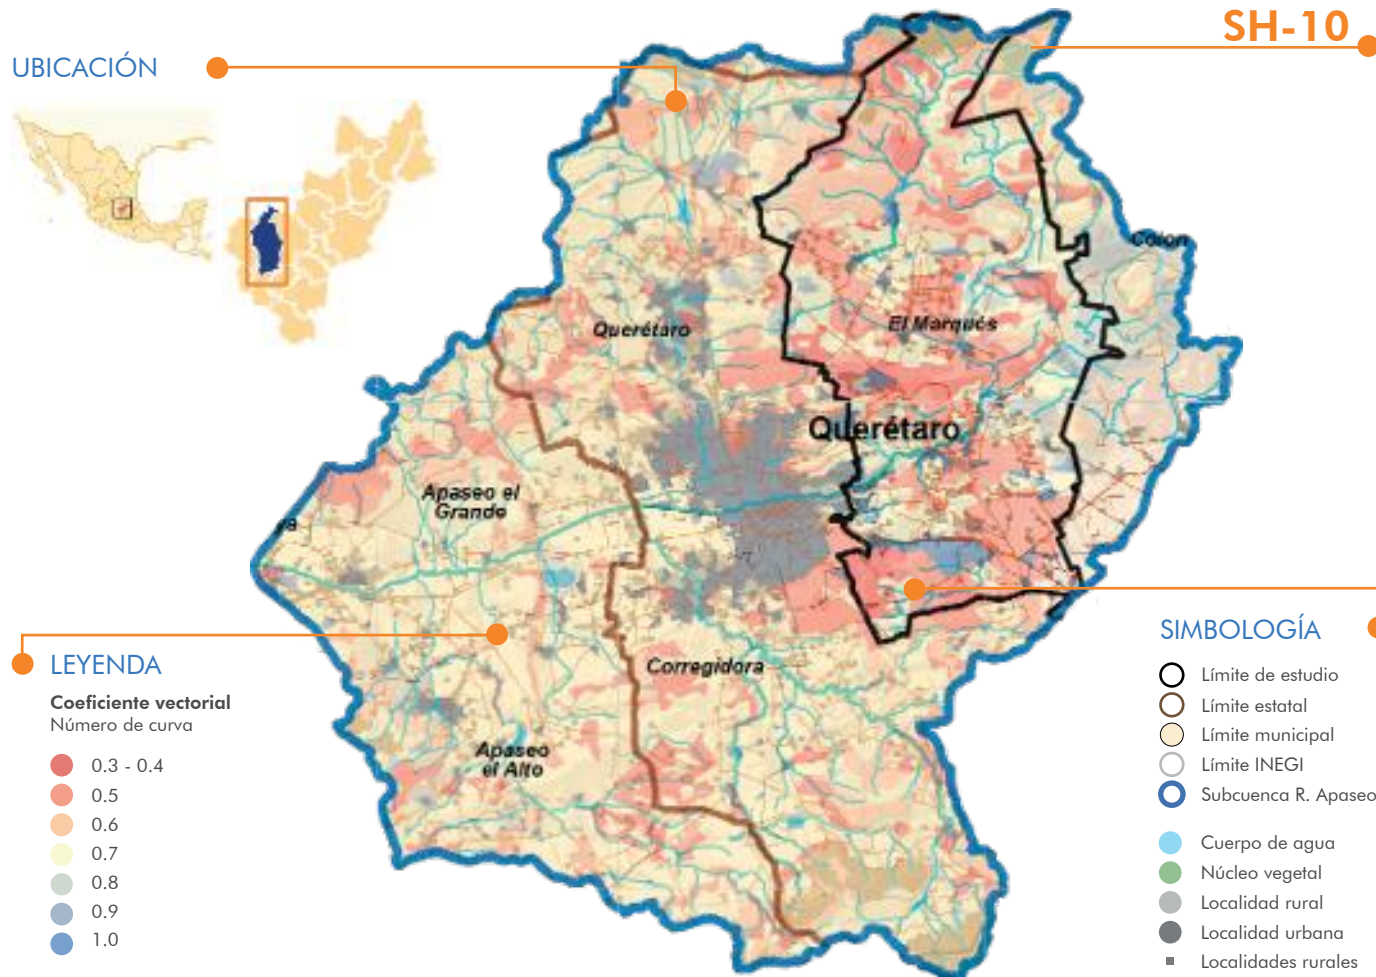 SH-10
UBICACIÓN
Colon
Querétaro
El Marqués
Querétaro
Apaseo el
Grande
ya
Corregidora
Apaseo
el Alto
LEYENDA
Coeficiente vectorial
Número de curva
0.3 - 0.4
0.5
0.6
0.7
0.8
0.9
1.0
SIMBOLOGÍA
Límite de estudio
Límite estatal
Límite municipal
Límite INEGI
Subcuenca R. Apaseo
Cuerpo de agua
Núcleo vegetal
Localidad rural
Localidad urbana
Localidades rurales